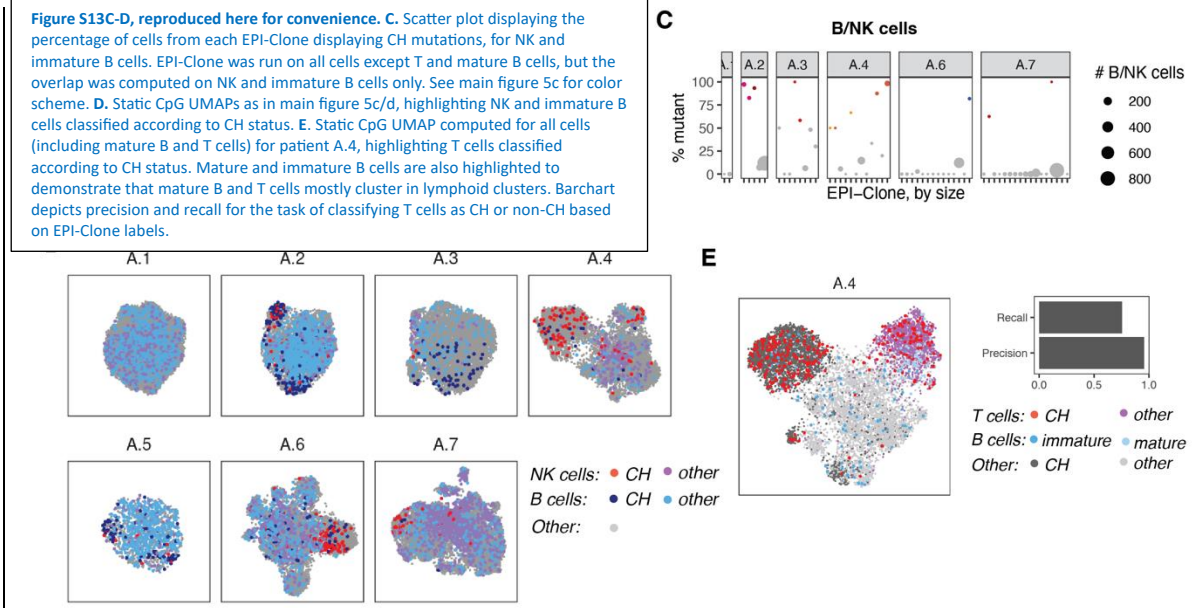 Figure S13C-D, reproduced here for convenience. C. Scatter plot displaying the
percentage of cells from each EPI-Clone displaying CH mutations, for NK and
immature B cells. EPI-Clone was run on all cells except T and mature B cells, but the
overlap was computed on NK and immature B cells only. See main figure 5c for color
scheme. D. Static CpG UMAPs as in main figure 5c/d, highlighting NK and immature B
cells classified according to CH status. E. Static CpG UMAP computed for all cells
(including mature B and T cells) for patient A.4, highlighting T cells classified
according to CH status. Mature and immature B cells are also highlighted to
demonstrate that mature B and T cells mostly cluster in lymphoid clusters. Barchart
depicts precision and recall for the task of classifying T cells as CH or non-CH based
on EPI-Clone labels.
C
B/NK cells
A.2 A.3 A.4 A.6 A.7
% mutant
100
75
50
25
0
EPI–Clone, by size
# B/NK cells
200
400
600
800
A.1 A.2 A.3 A.4
A.5 A.6 A.7
NK cells: CH other
B cells: CH other
Other:
E
A.4
Recall
Precision
0.0 0.5 1.0
T cells: CH other
B cells: immature mature
Other: CH other